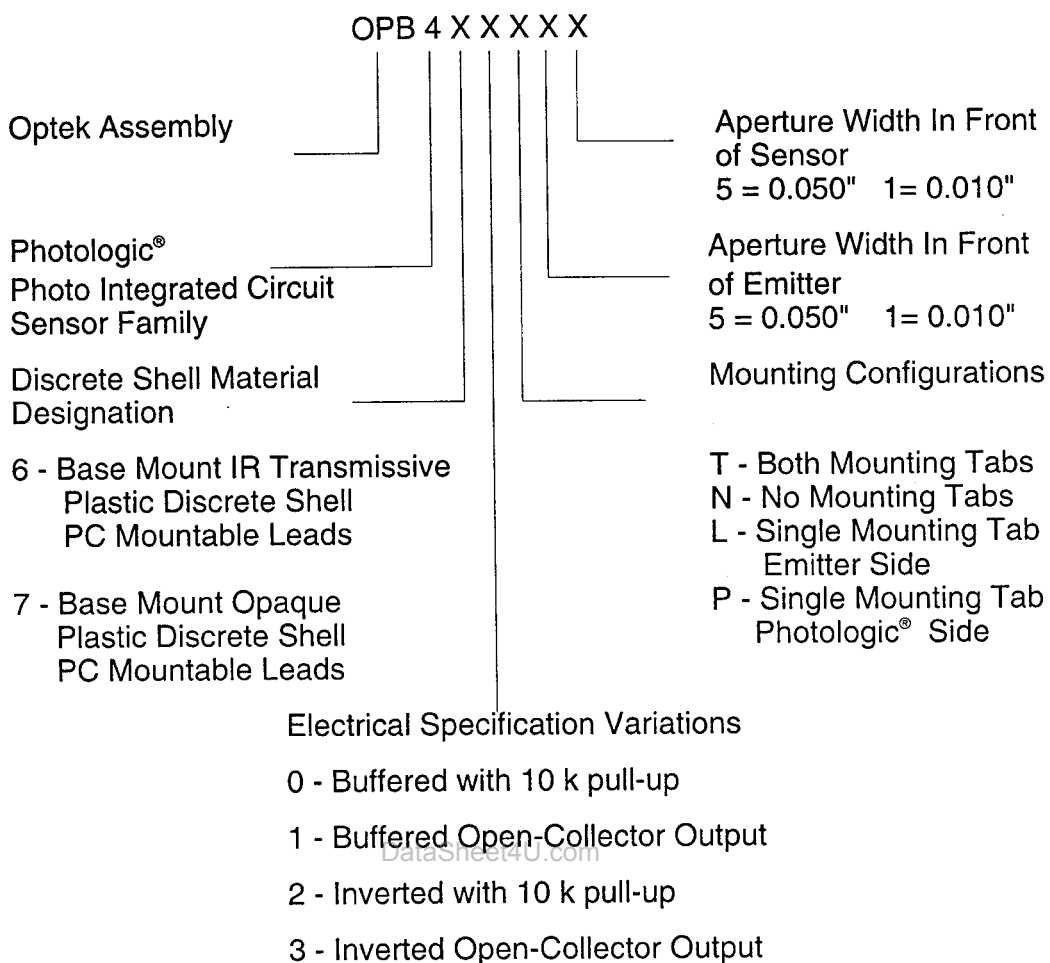 OPB 4 X X X X X
Optek Assembly
Photologic®
Photo Integrated Circuit
Sensor Family
Discrete Shell Material
Designation
6 - Base Mount IR Transmissive
Plastic Discrete Shell
PC Mountable Leads
7 - Base Mount Opaque
Plastic Discrete Shell
PC Mountable Leads
Aperture Width In Front
of Sensor
5 = 0.050" 1= 0.010"
Aperture Width In Front
of Emitter
5 = 0.050" 1= 0.010"
Mounting Configurations
T - Both Mounting Tabs
N - No Mounting Tabs
L - Single Mounting Tab
Emitter Side
P - Single Mounting Tab
Photologic® Side
Electrical Specification Variations
0 - Buffered with 10 k pull-up
1 - Buffered Open-Collector Output
DataSheet4U.com
2 - Inverted with 10 k pull-up
3 - Inverted Open-Collector Output